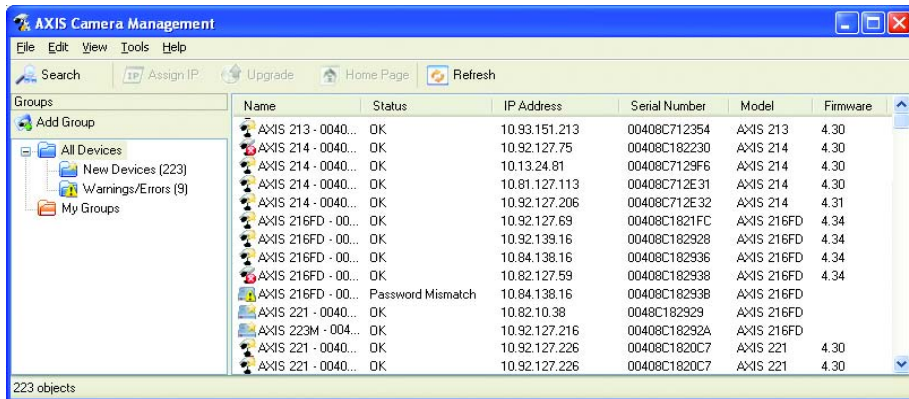 AXIS Camera Management
File Edit View Tools Help
Search Assign IP Upgrade Home Page Refresh
Groups
Add Group
All Devices
New Devices (223)
Warnings/Errors (9)
My Groups
Name Status IP Address Serial Number Model Firmware
AXIS 213 - 0040... OK 10.93.151.213 00408C712354 AXIS 213 4.30
AXIS 214 - 0040... OK 10.92.127.75 00408C182230 AXIS 214 4.30
AXIS 214 - 0040... OK 10.13.24.81 00408C7129F6 AXIS 214 4.30
AXIS 214 - 0040... OK 10.81.127.113 00408C712E31 AXIS 214 4.30
AXIS 214 - 0040... OK 10.92.127.206 00408C712E32 AXIS 214 4.31
AXIS 216FD - 00... OK 10.92.127.69 00408C1821FC AXIS 216FD 4.34
AXIS 216FD - 00... OK 10.92.139.16 00408C182928 AXIS 216FD 4.34
AXIS 216FD - 00... OK 10.84.138.16 00408C182936 AXIS 216FD 4.34
AXIS 216FD - 00... OK 10.82.127.59 00408C182938 AXIS 216FD 4.34
AXIS 216FD - 00... Password Mismatch 10.84.138.16 00408C18293B AXIS 216FD
AXIS 221 - 0040... OK 10.82.10.38 0048C182929 AXIS 216FD
AXIS 223M - 004... OK 10.92.127.216 00408C18292A AXIS 216FD
AXIS 221 - 0040... OK 10.92.127.226 00408C1820C7 AXIS 221 4.30
AXIS 221 - 0040... OK 10.92.127.226 00408C1820C7 AXIS 221 4.30
223 objects